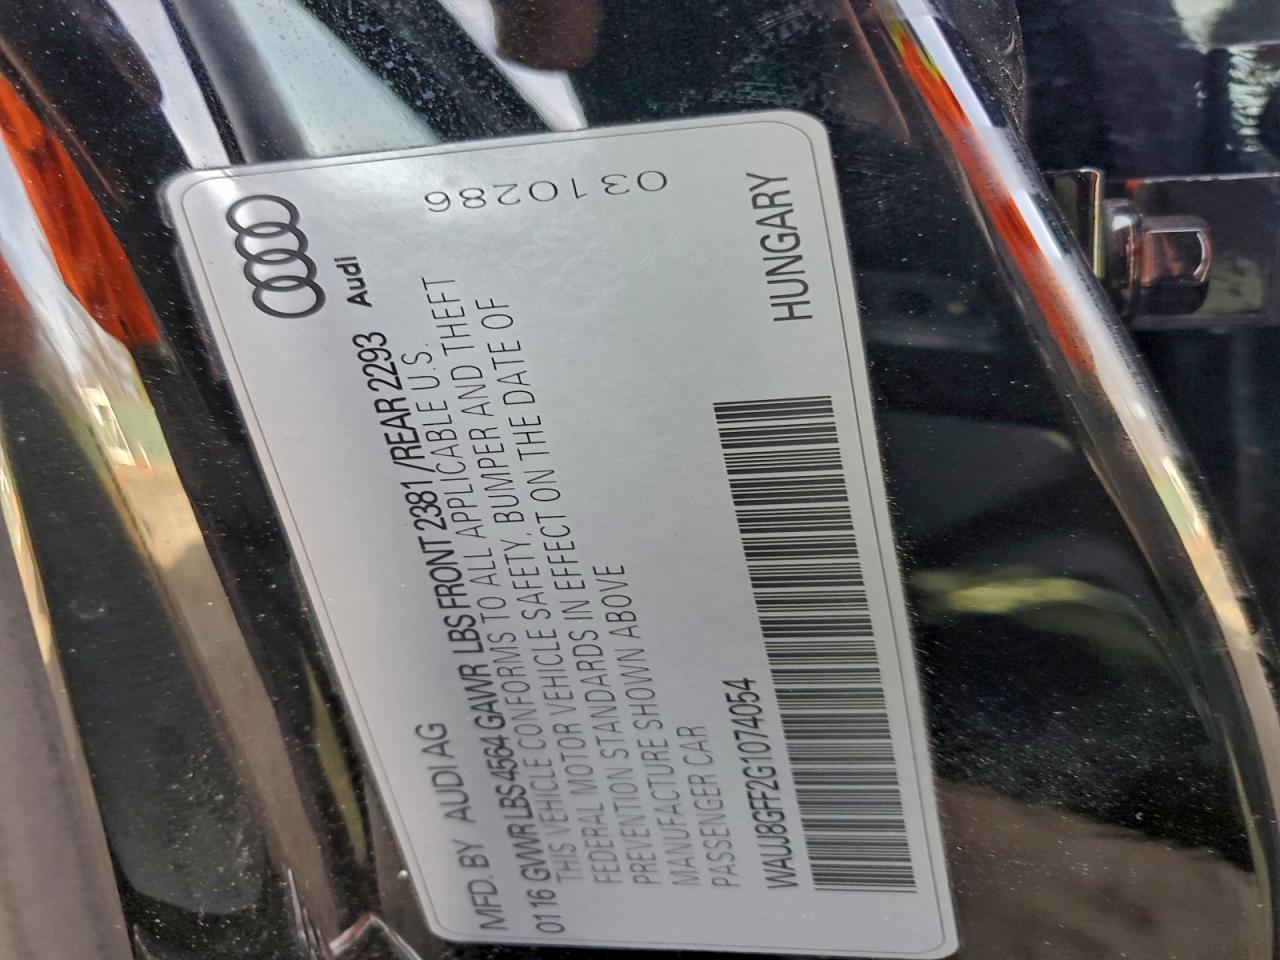 Audi
MFD. BY AUDI AG
01 16 GVWR LBS 4564 GAWR LBS FRONT 2381 / REAR 2293
THIS VEHICLE CONFORMS TO ALL APPLICABLE U.S.
FEDERAL MOTOR VEHICLE SAFETY, BUMPER AND THEFT
PREVENTION STANDARDS IN EFFECT ON THE DATE OF
MANUFACTURE SHOWN ABOVE
PASSENGER CAR
WAUJ8GFF2G1074054
HUNGARY